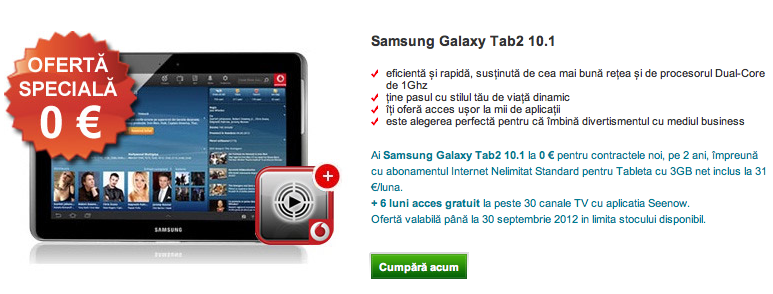 OFERTĂ
SPECIALĂ
0 €
Samsung Galaxy Tab2 10.1
eficientă și rapidă, susținută de cea mai bună rețea și de procesorul Dual-Core
de 1Ghz
ține pasul cu stilul tău de viață dinamic
îți oferă acces ușor la mii de aplicații
este alegerea perfectă pentru că îmbină divertismentul cu mediul business
Ai Samsung Galaxy Tab2 10.1 la 0 € pentru contractele noi, pe 2 ani, împreună
cu abonamentul Internet Nelimitat Standard pentru Tableta cu 3GB net inclus la 31
€/luna.
+ 6 luni acces gratuit la peste 30 canale TV cu aplicatia Seenow.
Ofertă valabilă până la 30 septembrie 2012 in limita stocului disponibil.
Cumpără acum